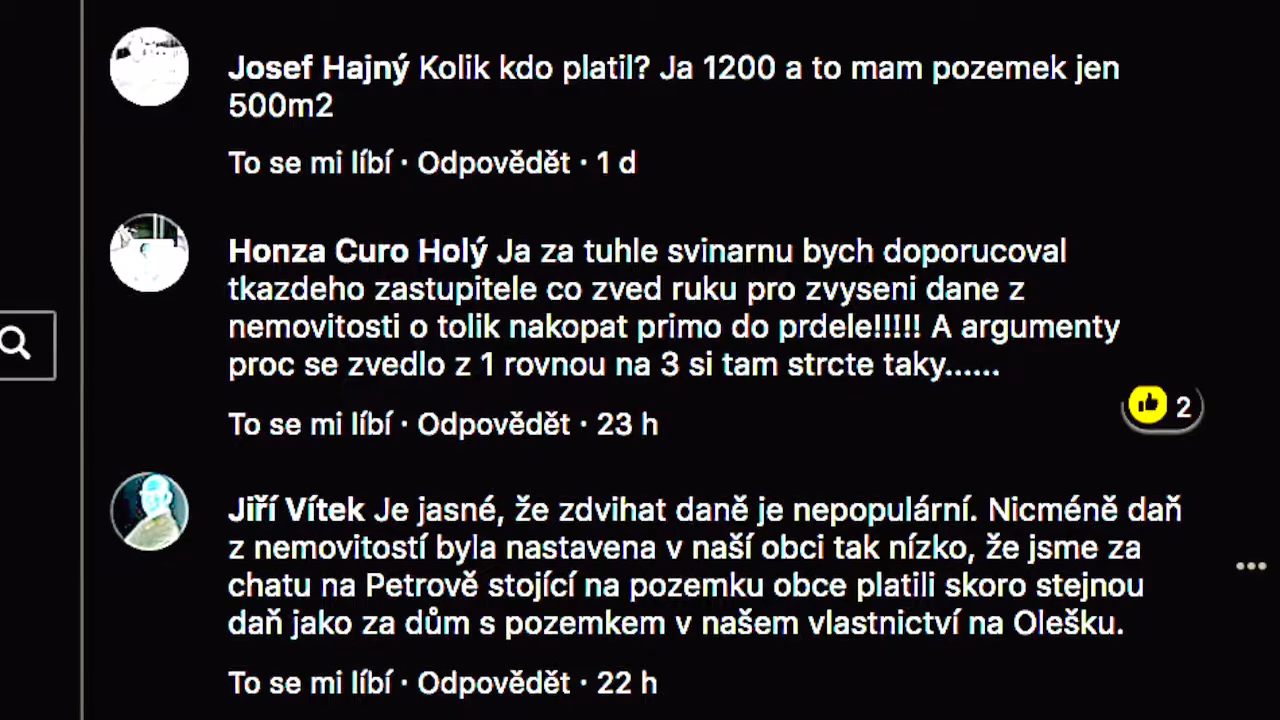 Josef Hajný Kolik kdo platil? Ja 1200 a to mam pozemek jen
500m2
To se mi líbí · Odpovědět · 1 d
Honza Curo Holý Ja za tuhle svinarnu bych doporucoval
tkazdeho zastupitele co zved ruku pro zvyseni dane z
nemovitosti o tolik nakopat primo do prdele!!!!! A argumenty
proc se zvedlo z 1 rovnou na 3 si tam strcte taky......
2
To se mi líbí · Odpovědět · 23 h
Jiří Vítek Je jasné, že zdvihat daně je nepopulární. Nicméně daň
z nemovitostí byla nastavena v naší obci tak nízko, že jsme za
chatu na Petrově stojící na pozemku obce platili skoro stejnou
daň jako za dům s pozemkem v našem vlastnictví na Olešku.
To se mi líbí · Odpovědět · 22 h